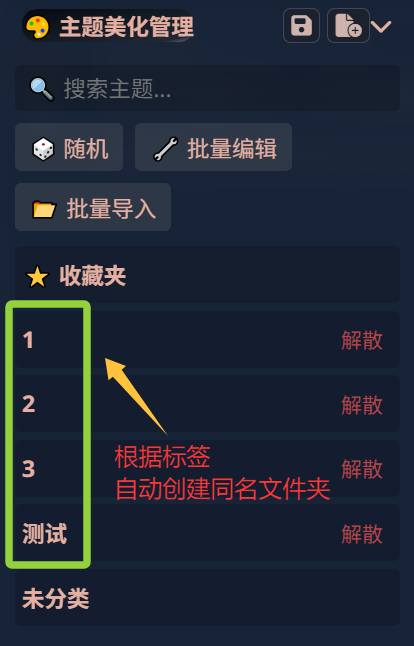 主题美化管理
搜索主题...
随机
批量编辑
批量导入
收藏夹
1 解散
2 解散
根据标签
3 解散
自动创建同名文件夹
测试 解散
未分类